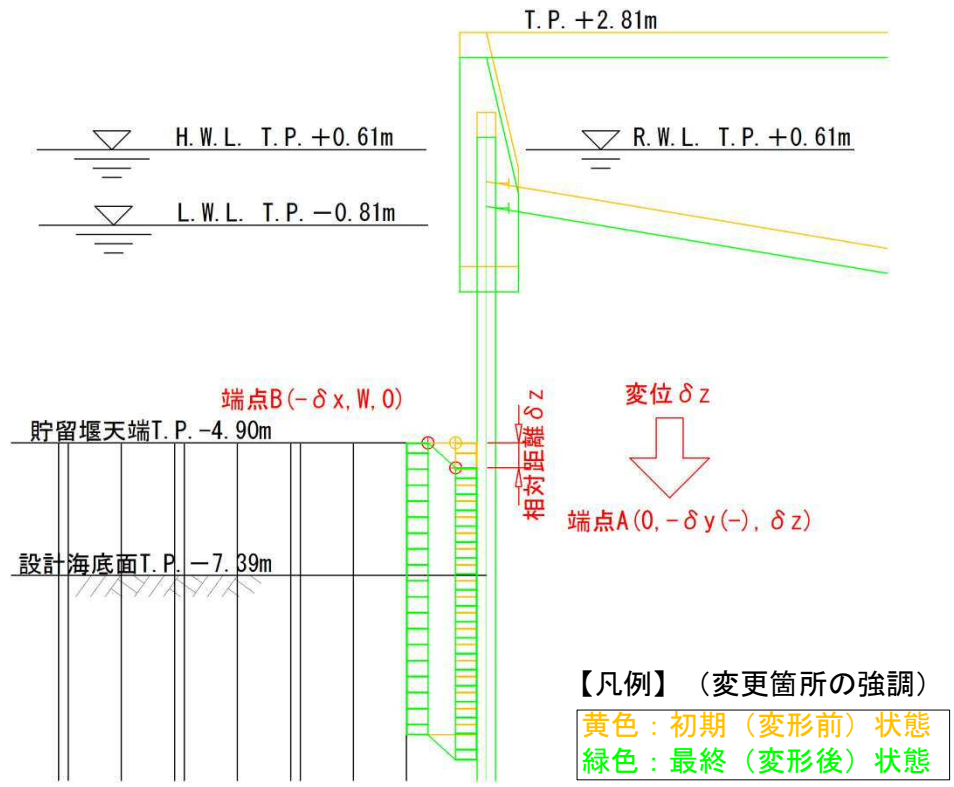 T.P.+2.81m
H.W.L. T.P.+0.61m
R.W.L. T.P.+0.61m
L.W.L. T.P.-0.81m
端点B(-δx,W,0)
相対距離δz
変位δz
貯留堰天端T.P.-4.90m
端点A(0,-δy(-),δz)
設計海底面T.P.-7.39m
【凡例】(変更箇所の強調)
黄色:初期(変形前)状態
緑色:最終(変形後)状態